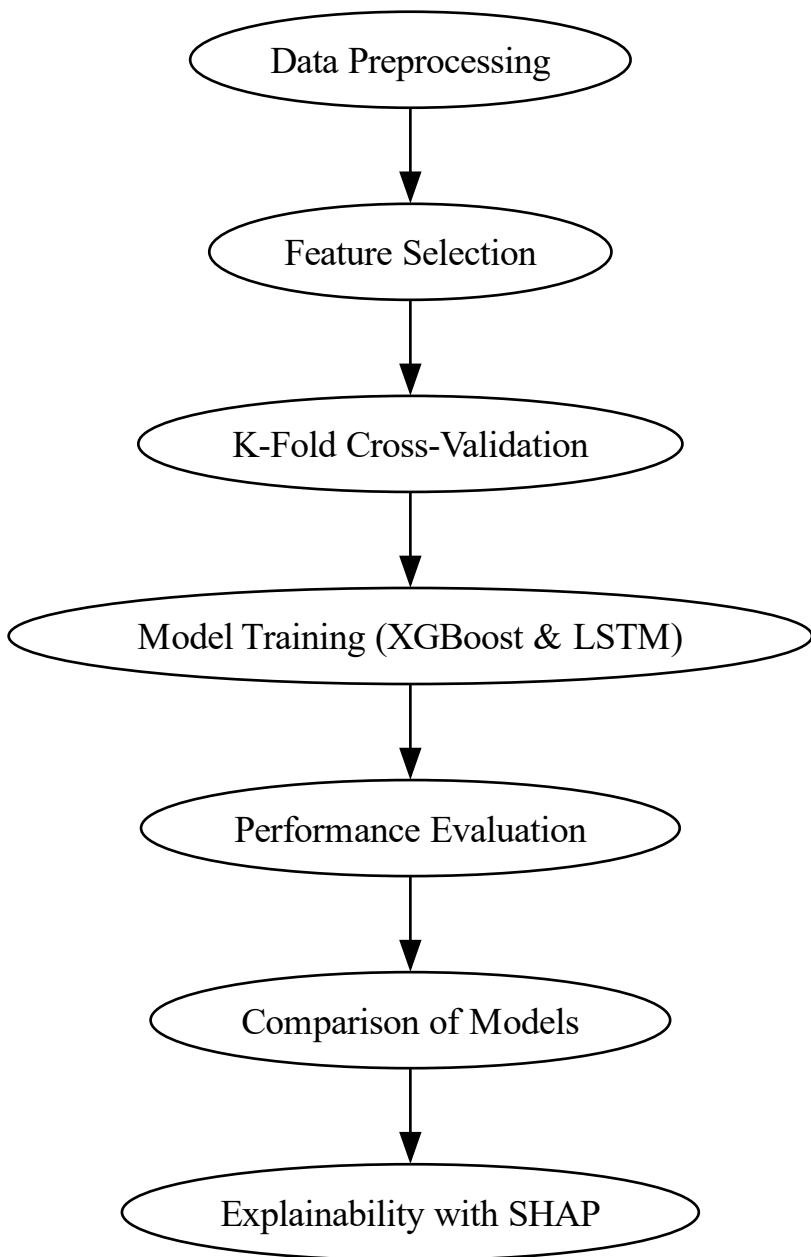 Data Preprocessing
Feature Selection
K-Fold Cross-Validation
Model Training (XGBoost & LSTM)
Performance Evaluation
Comparison of Models
Explainability with SHAP